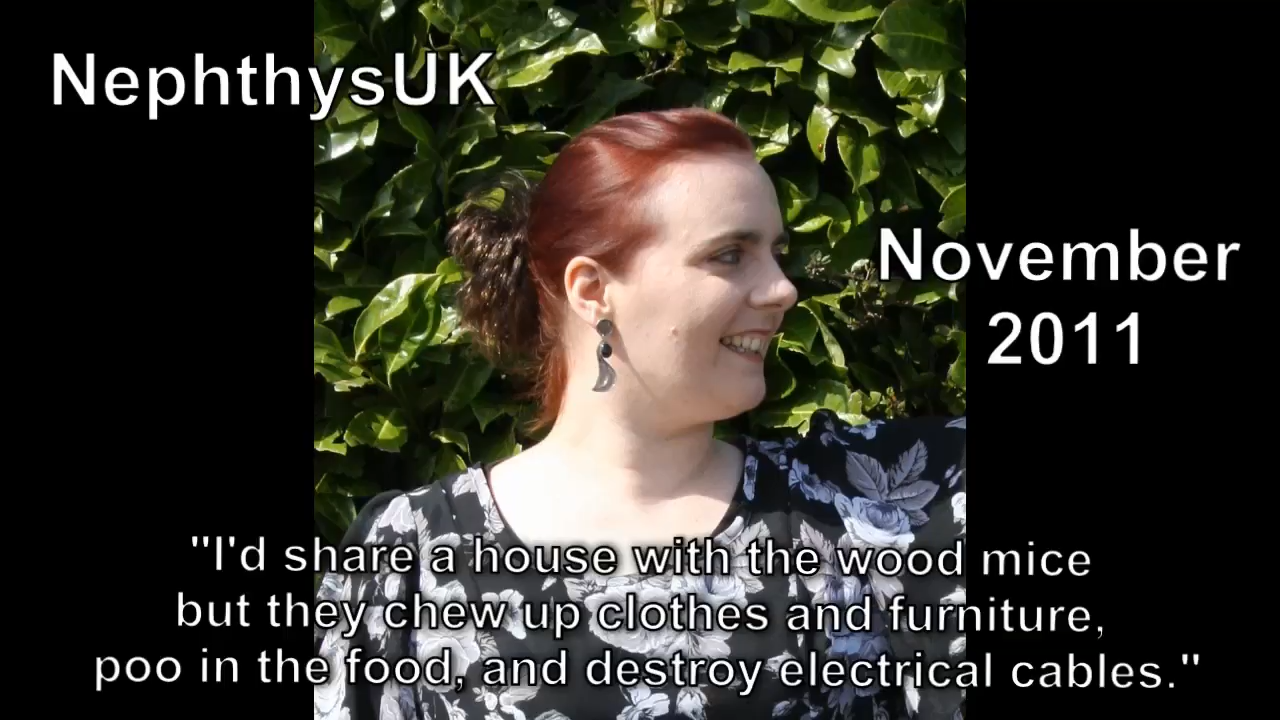 NephthysUK
November
2011
"I'd share a house with the wood mice
but they chew up clothes and furniture,
poo in the food, and destroy electrical cables."